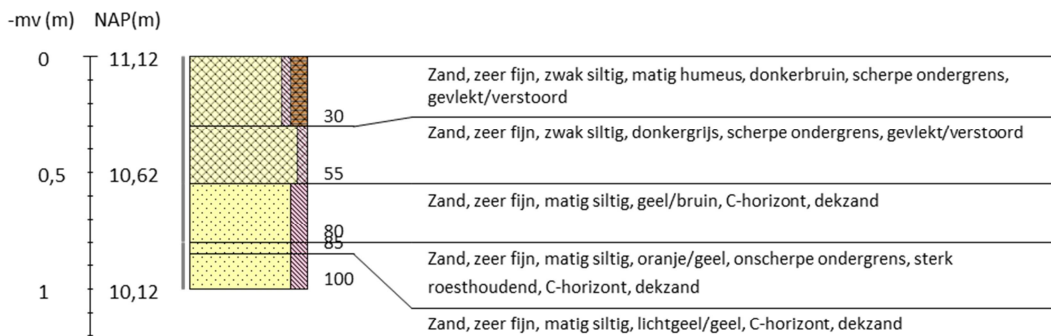 -mv (m) NAP(m)
0 11,12
Zand, zeer fijn, zwak siltig, matig humeus, donkerbruin, scherpe ondergrens,
gevlekt/verstoord
30
Zand, zeer fijn, zwak siltig, donkergrijs, scherpe ondergrens, gevlekt/verstoord
0,5 10,62 55
Zand, zeer fijn, matig siltig, geel/bruin, C-horizont, dekzand
80
85
Zand, zeer fijn, matig siltig, oranje/geel, onscherpe ondergrens, sterk
roesthoudend, C-horizont, dekzand
100
1 10,12
Zand, zeer fijn, matig siltig, lichtgeel/geel, C-horizont, dekzand